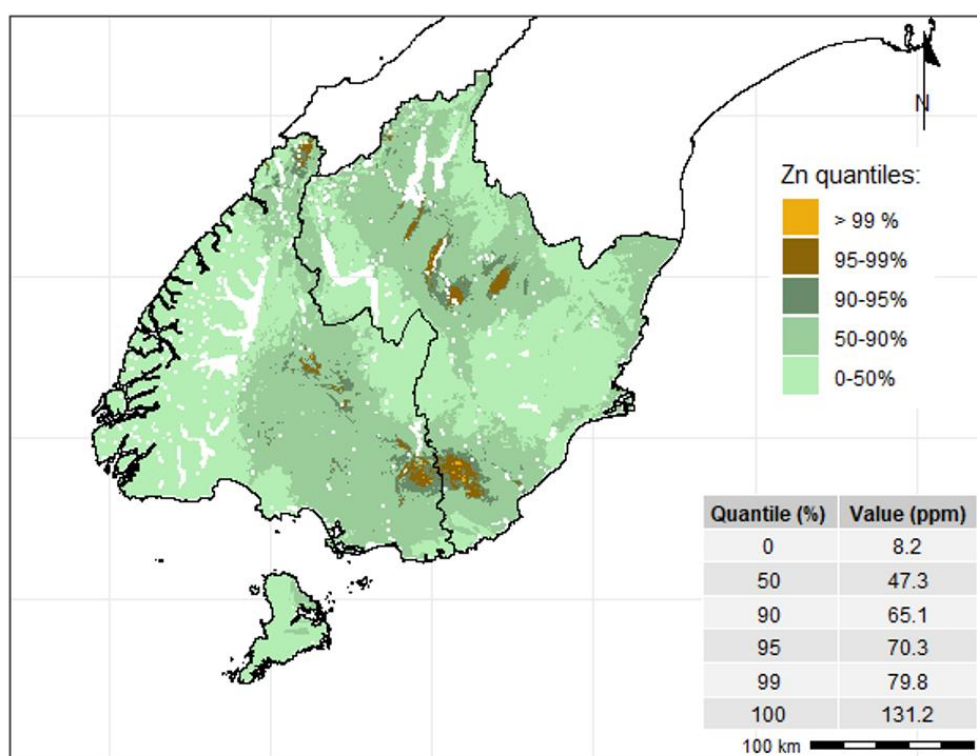 N
Zn quantiles:
> 99 %
95-99%
90-95%
50-90%
0-50%
Quantile (%) Value (ppm)
0 8.2
50 47.3
90 65.1
95 70.3
99 79.8
100 131.2
100 km